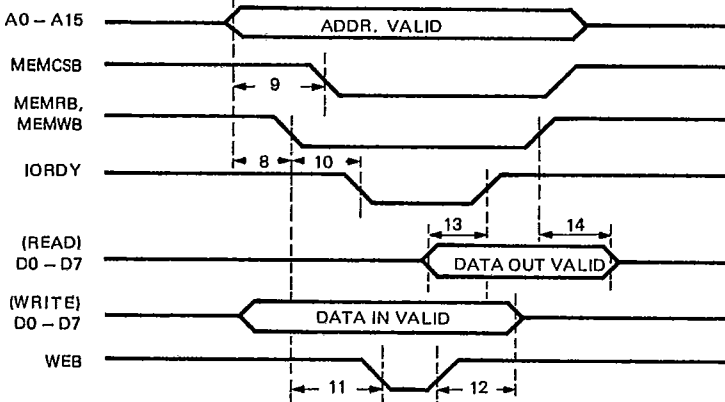 A0 – A15
ADDR. VALID
MEMCSB
9
MEMRB,
MEMWB
8
10
IORDY
13
14
(READ)
D0 – D7
DATA OUT VALID
(WRITE)
D0 – D7
DATA IN VALID
WEB
11
12